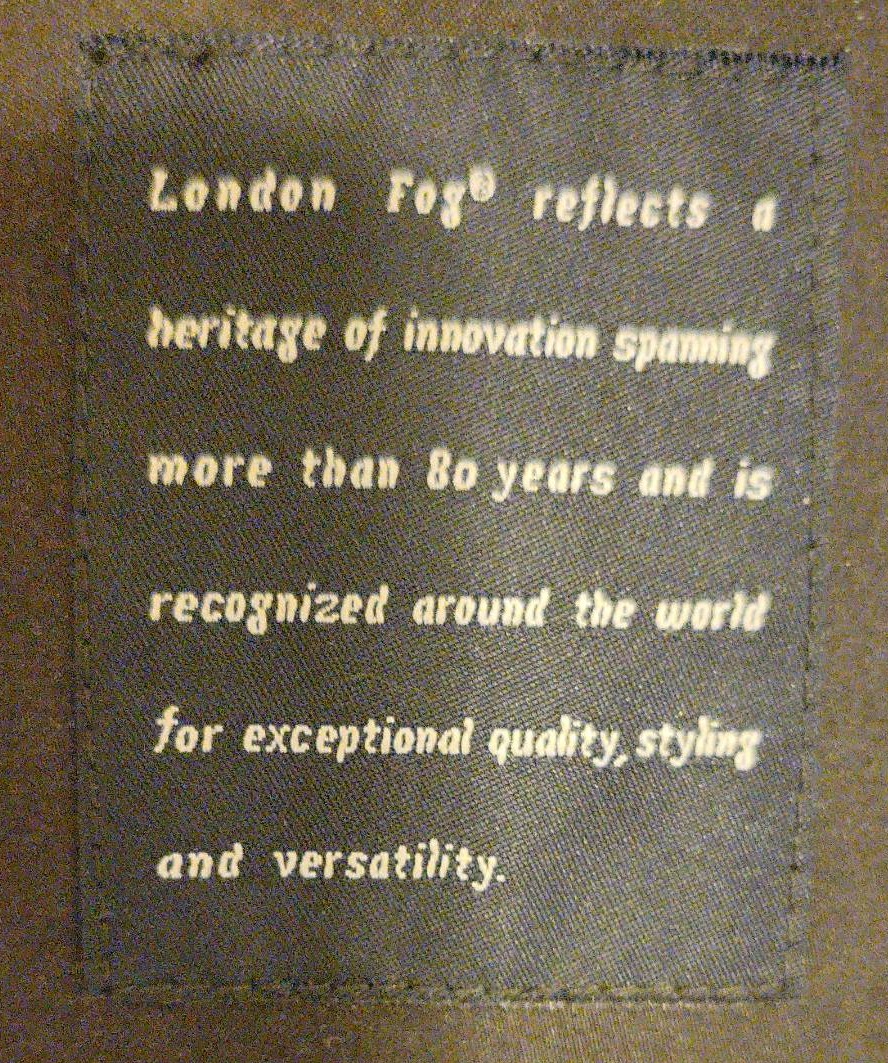 London Fog® reflects a
heritage of innovation spanning
more than 80 years and is
recognized around the world
for exceptional quality, styling
and versatility.